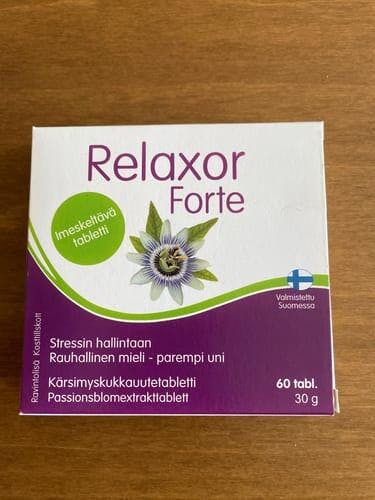 Relaxor
Forte
Imeskeltävä
tabletti
Valmistettu
Suomessa
Stressin hallintaan
Rauhallinen mieli - parempi uni
Kärsimyskukkauutetabletti
Passionsblomextrakttablett
60 tabl.
30 g
Ravintolisä Kosttillskott